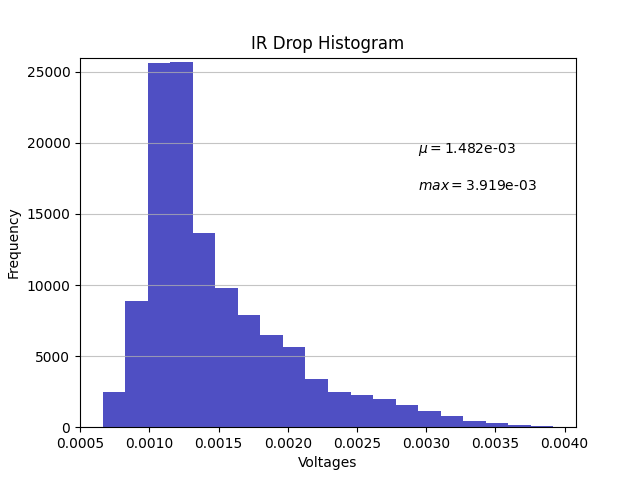 IR Drop Histogram
25000
20000
15000
10000
5000
0
Frequency
μ = 1.482e-03
max = 3.919e-03
0.0005 0.0010 0.0015 0.0020 0.0025 0.0030 0.0035 0.0040
Voltages